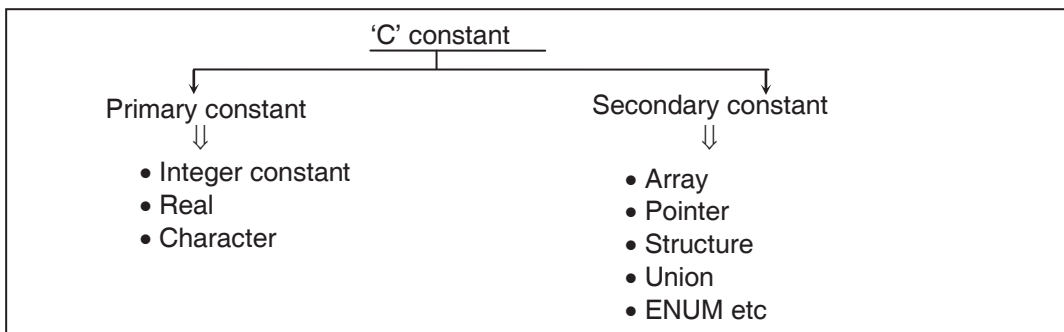 ‘C’ constant
Primary constant
⇓
• Integer constant
• Real
• Character
Secondary constant
⇓
• Array
• Pointer
• Structure
• Union
• ENUM etc